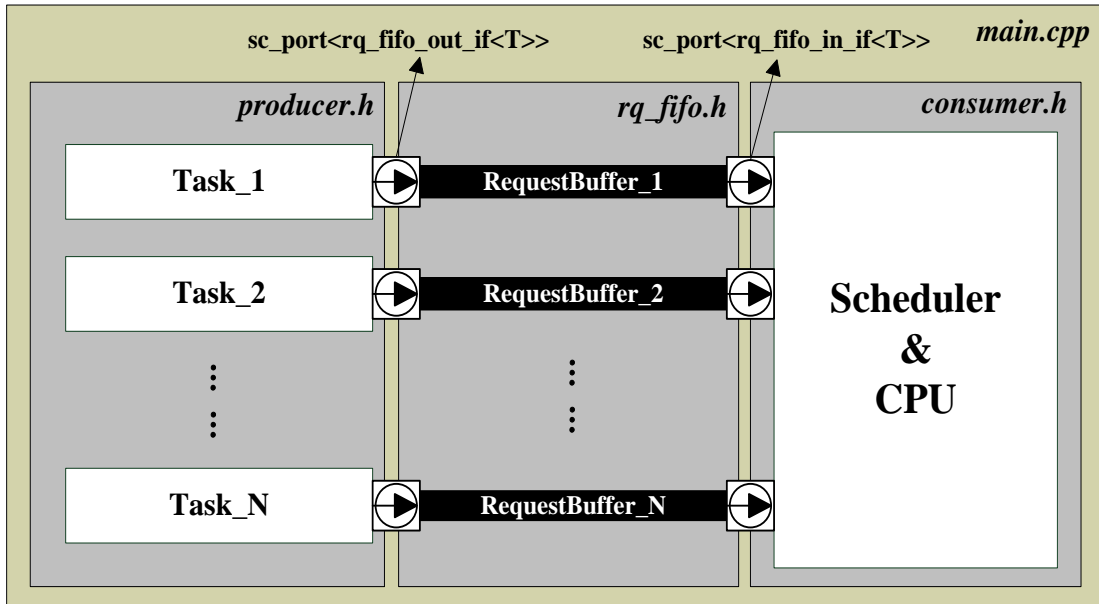 sc_port<rq_fifo_out_if<T>>
sc_port<rq_fifo_in_if<T>>
main.cpp
producer.h
rq_fifo.h
consumer.h
Task_1
RequestBuffer_1
Task_2
RequestBuffer_2
Scheduler
&
CPU
Task_N
RequestBuffer_N